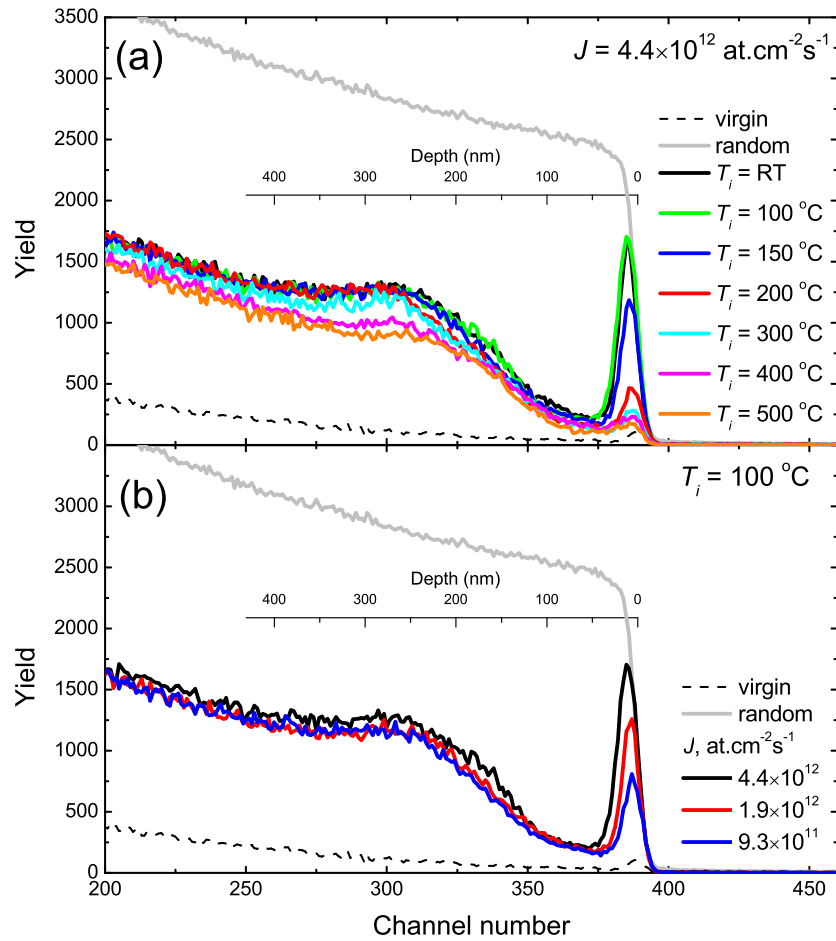 (a)
J = 4.4×10¹² at.cm⁻²s⁻¹
Yield
3500
3000
2500
2000
1500
1000
500
0
Depth (nm)
400 300 200 100 0
virgin
random
Tᵢ = RT
Tᵢ = 100 °C
Tᵢ = 150 °C
Tᵢ = 200 °C
Tᵢ = 300 °C
Tᵢ = 400 °C
Tᵢ = 500 °C
(b)
Tᵢ = 100 °C
Yield
3000
2500
2000
1500
1000
500
0
Depth (nm)
400 300 200 100 0
virgin
random
J, at.cm⁻²s⁻¹
4.4×10¹²
1.9×10¹²
9.3×10¹¹
200 250 300 350 400 450
Channel number